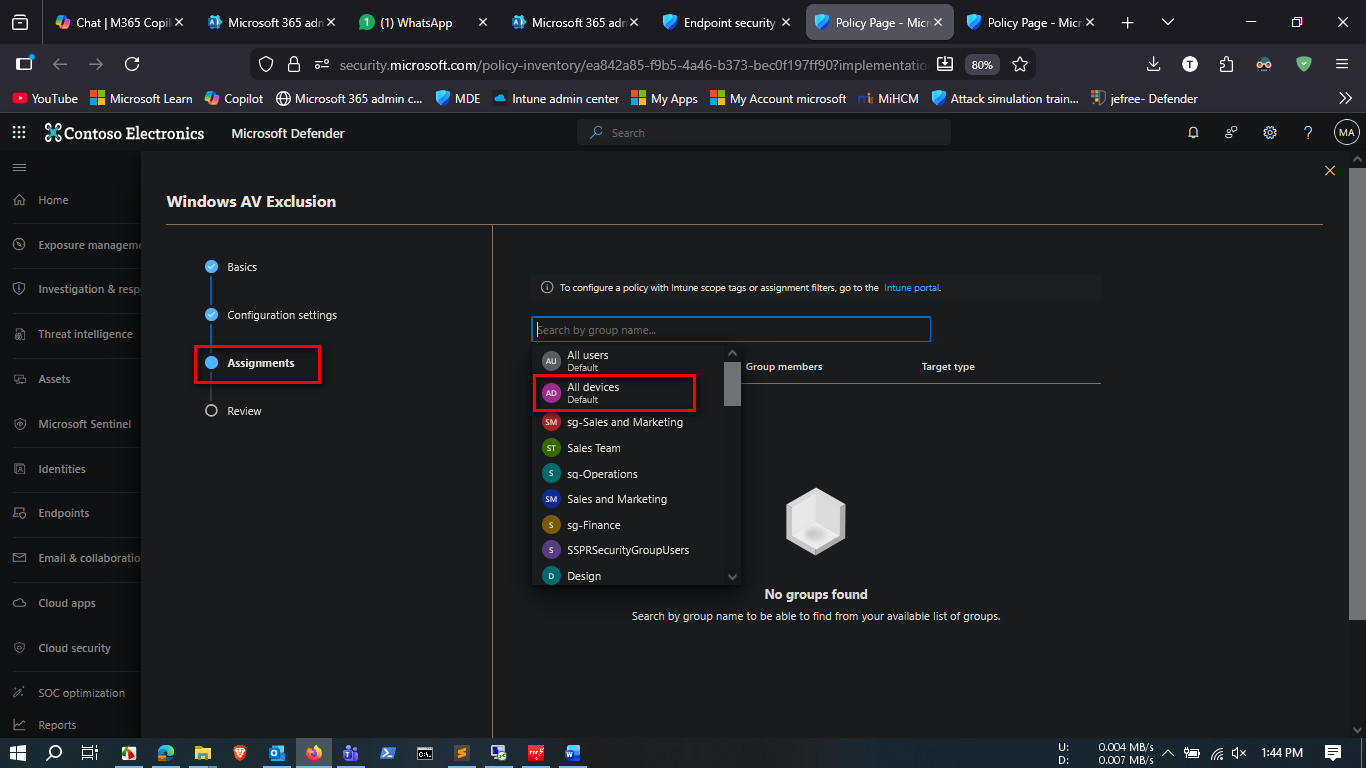 Chat | M365 Copil
Microsoft 365 adm
1
(1) WhatsApp
Microsoft 365 adm
Endpoint security
Policy Page - Micr
Policy Page - Micr
security.microsoft.com/policy-inventory/ea842a85-f9b5-4a46-b373-bec0f197ff90?implementatio
80%
T
YouTube
Microsoft Learn
Copilot
Microsoft 365 admin c...
MDE
Intune admin center
My Apps
My Account microsoft
MiHCM
Attack simulation train...
jefree- Defender
Contoso Electronics
Microsoft Defender
Search
?
MA
Home
Exposure manageme
Investigation & resp
Threat intelligence
Assets
Microsoft Sentinel
Identities
Endpoints
Email & collaboratio
Cloud apps
Cloud security
SOC optimization
Reports
Windows AV Exclusion
Basics
Configuration settings
Assignments
Review
To configure a policy with Intune scope tags or assignment filters, go to the Intune portal.
Search by group name...
Group members
Target type
AU
All users
Default
AD
All devices
Default
SM sg-Sales and Marketing
ST Sales Team
S sg-Operations
SM Sales and Marketing
S sg-Finance
S SSPRSecurityGroupUsers
D Design
No groups found
Search by group name to be able to find from your available list of groups.
U: 0.004 MB/s
D: 0.007 MB/s
1:44 PM